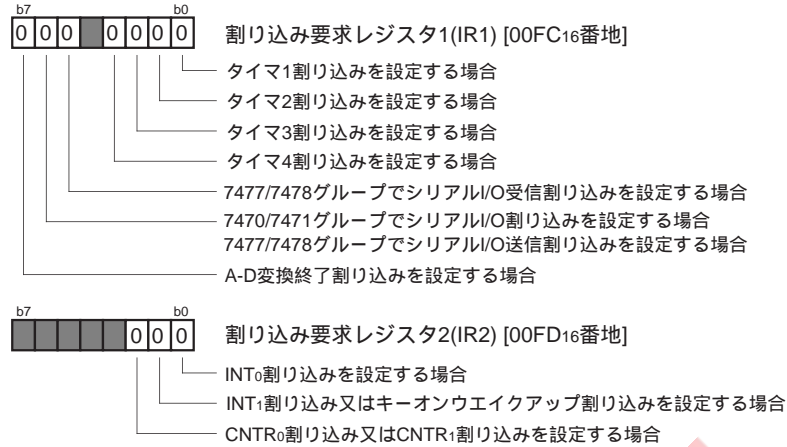 b7 b0
0 0 0 0 0 0 0 割り込み要求レジスタ1(IR1) [00FC16番地]
タイマ1割り込みを設定する場合
タイマ2割り込みを設定する場合
タイマ3割り込みを設定する場合
タイマ4割り込みを設定する場合
7477/7478グループでシリアルI/O受信割り込みを設定する場合
7470/7471グループでシリアルI/O割り込みを設定する場合
7477/7478グループでシリアルI/O送信割り込みを設定する場合
A-D変換終了割り込みを設定する場合
b7 b0
0 0 0 割り込み要求レジスタ2(IR2) [00FD16番地]
INT0割り込みを設定する場合
INT1割り込み又はキーオンウエイクアップ割り込みを設定する場合
CNTR0割り込み又はCNTR1割り込みを設定する場合